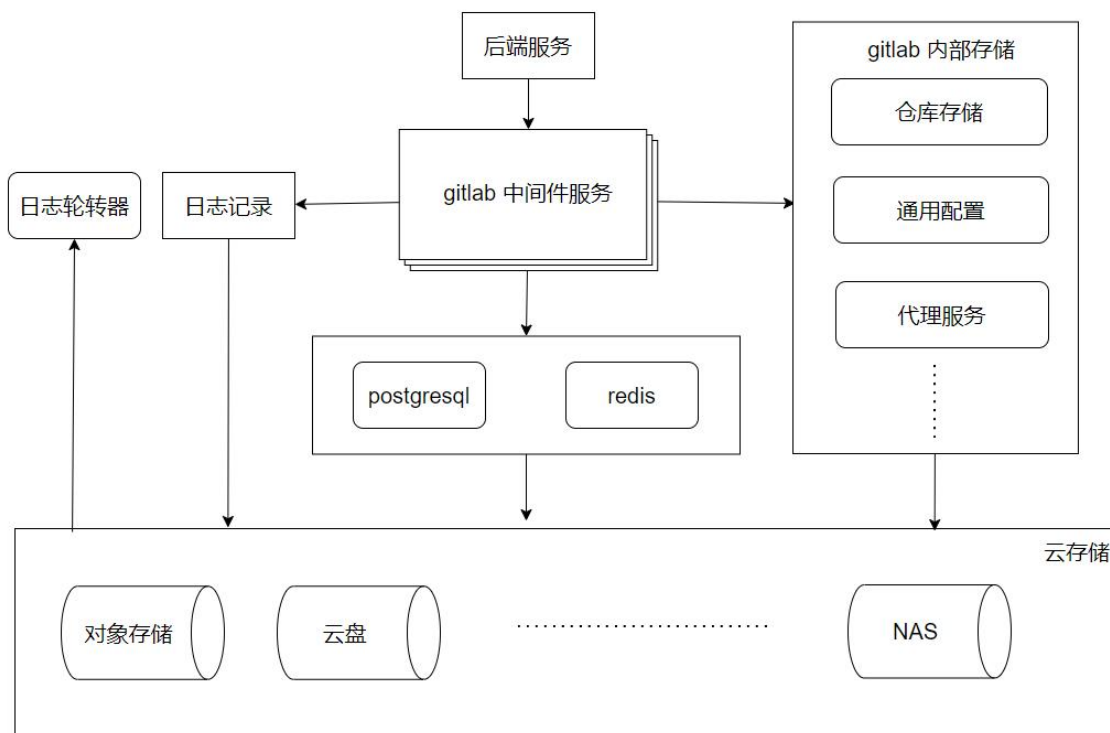 后端服务
gitlab 内部存储
仓库存储
gitlab 中间件服务
日志轮转器
日志记录
通用配置
代理服务
postgresql
redis
云存储
对象存储
云盘
NAS